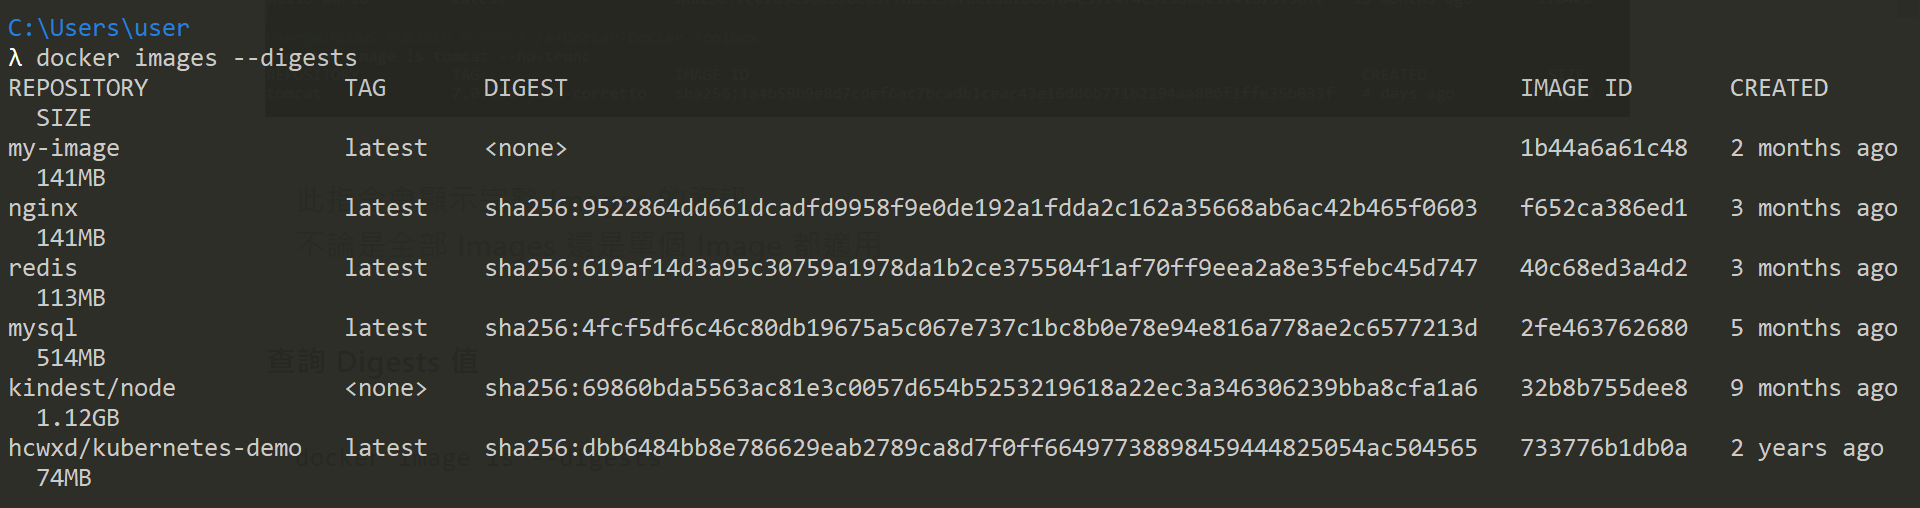 C:\Users\user
λ docker images --digests
REPOSITORY TAG DIGEST IMAGE ID CREATED
SIZE
my-image latest <none> 1b44a6a61c48 2 months ago
141MB
nginx latest sha256:9522864dd661dcadfd9958f9e0de192a1fdda2c162a35668ab6ac42b465f0603 f652ca386ed1 3 months ago
141MB
redis latest sha256:619af14d3a95c30759a1978da1b2ce375504f1af70ff9eea2a8e35febc45d747 40c68ed3a4d2 3 months ago
113MB
mysql latest sha256:4fcf5df6c46c80db19675a5c067e737c1bc8b0e78e94e816a778ae2c6577213d 2fe463762680 5 months ago
514MB
kindest/node <none> sha256:69860bda5563ac81e3c0057d654b5253219618a22ec3a346306239bba8cfa1a6 32b8b755dee8 9 months ago
1.12GB
hcwxd/kubernetes-demo latest sha256:dbb6484bb8e786629eab2789ca8d7f0ff664977388984594448250​54ac504565 733776b1db0a 2 years ago
74MB
不論是全部 Images 還是單個 Image 都適用
查詢 Digests 值
docker image ls --digests